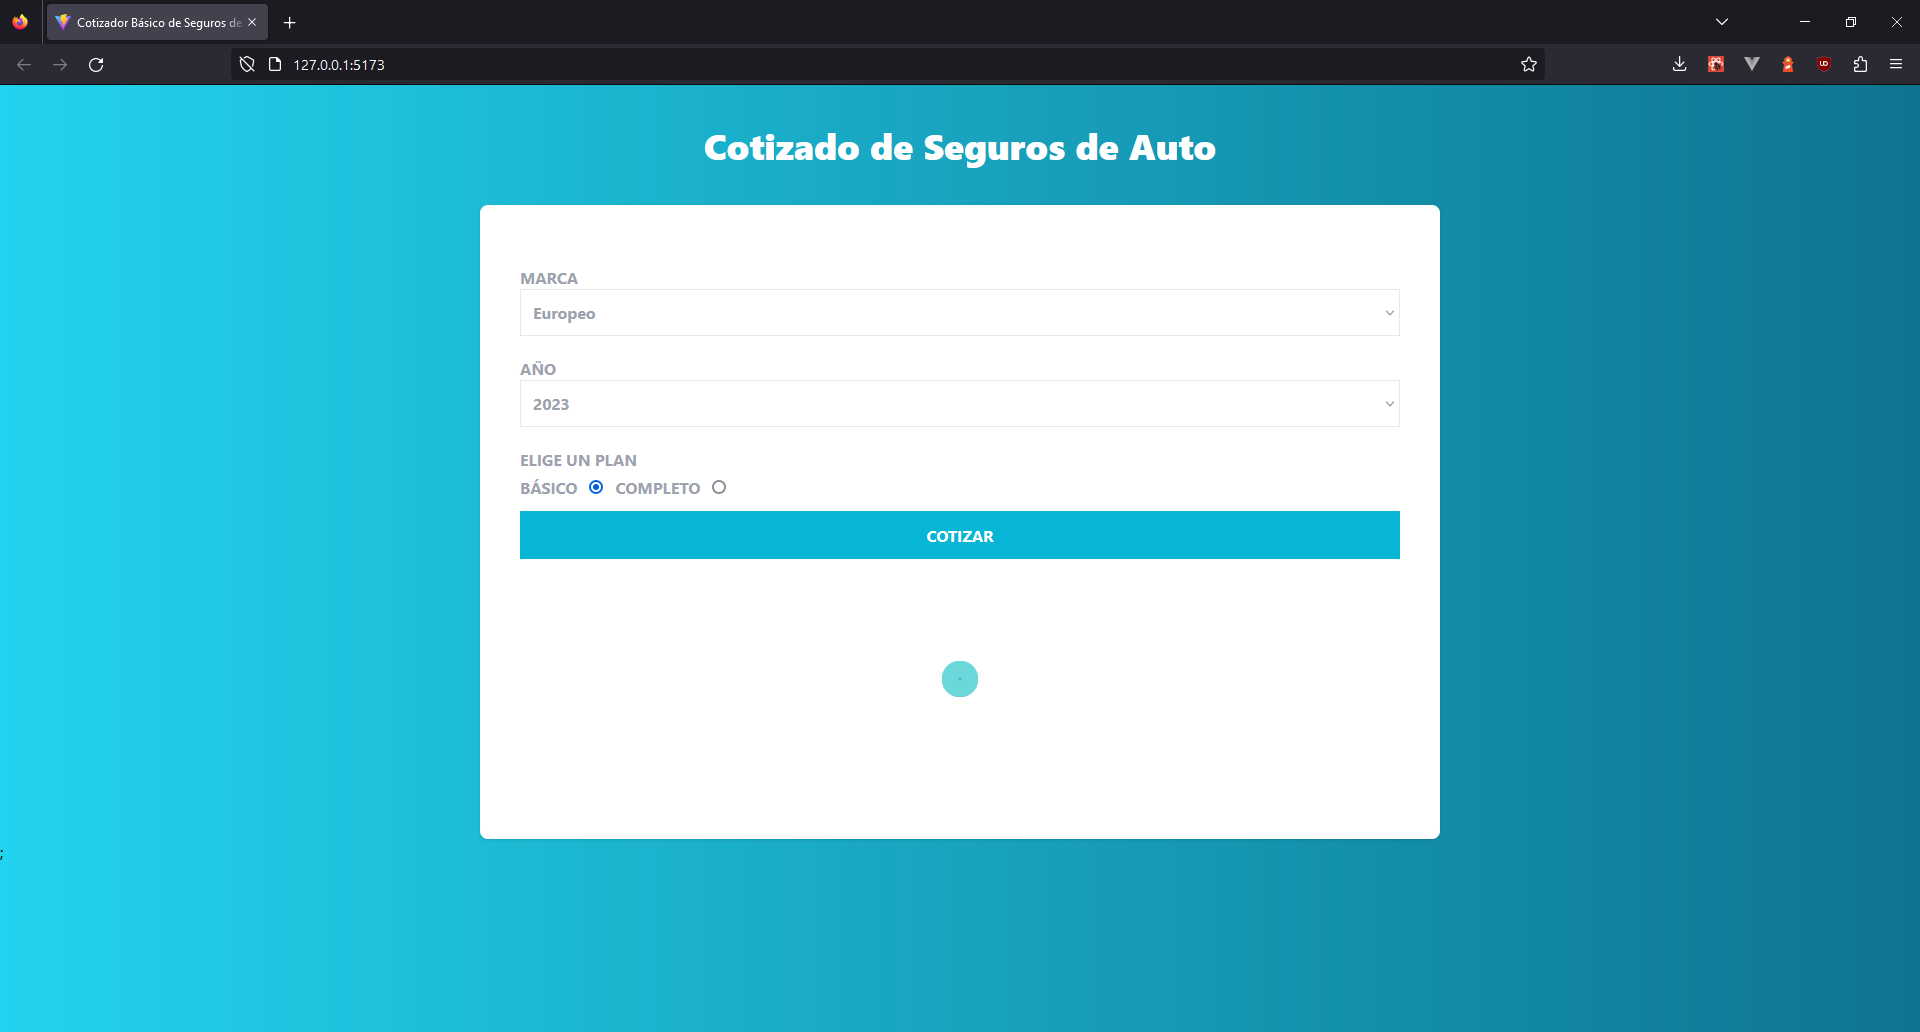 Cotizador Básico de Seguros de
127.0.0.1:5173
Cotizado de Seguros de Auto
MARCA
Europeo
AÑO
2023
ELIGE UN PLAN
BÁSICO COMPLETO
COTIZAR
;